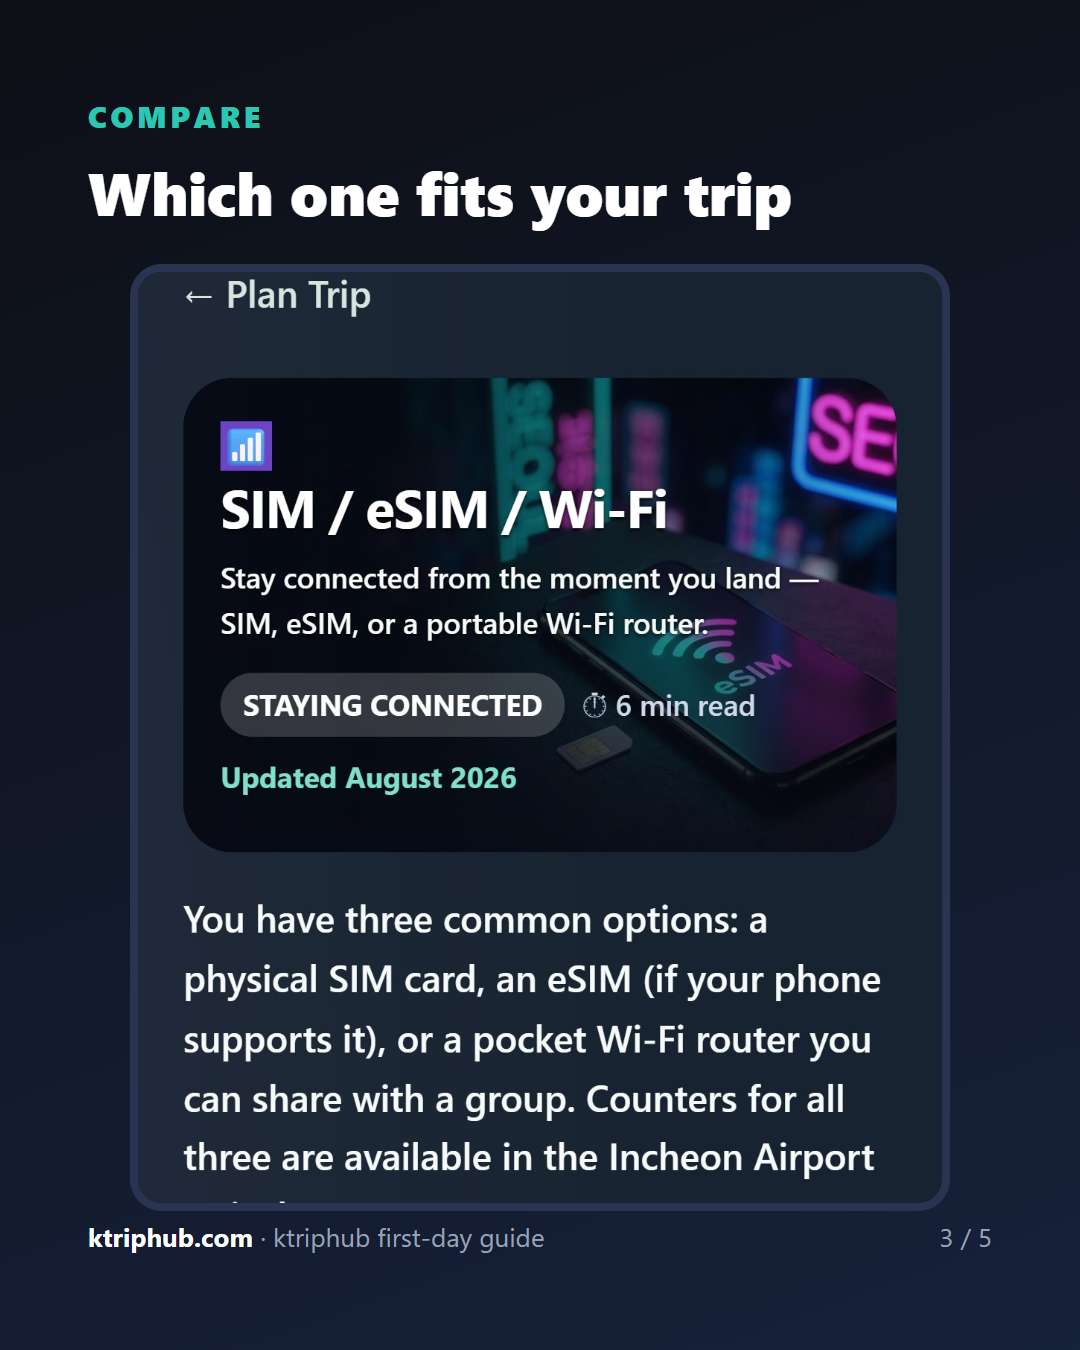 COMPARE
Which one fits your trip
← Plan Trip
SIM / eSIM / Wi-Fi
Stay connected from the moment you land —
SIM, eSIM, or a portable Wi-Fi router.
eSIM
STAYING CONNECTED
6 min read
Updated August 2026
You have three common options: a
physical SIM card, an eSIM (if your phone
supports it), or a pocket Wi-Fi router you
can share with a group. Counters for all
three are available in the Incheon Airport
ktriphub.com · ktriphub first-day guide
3 / 5